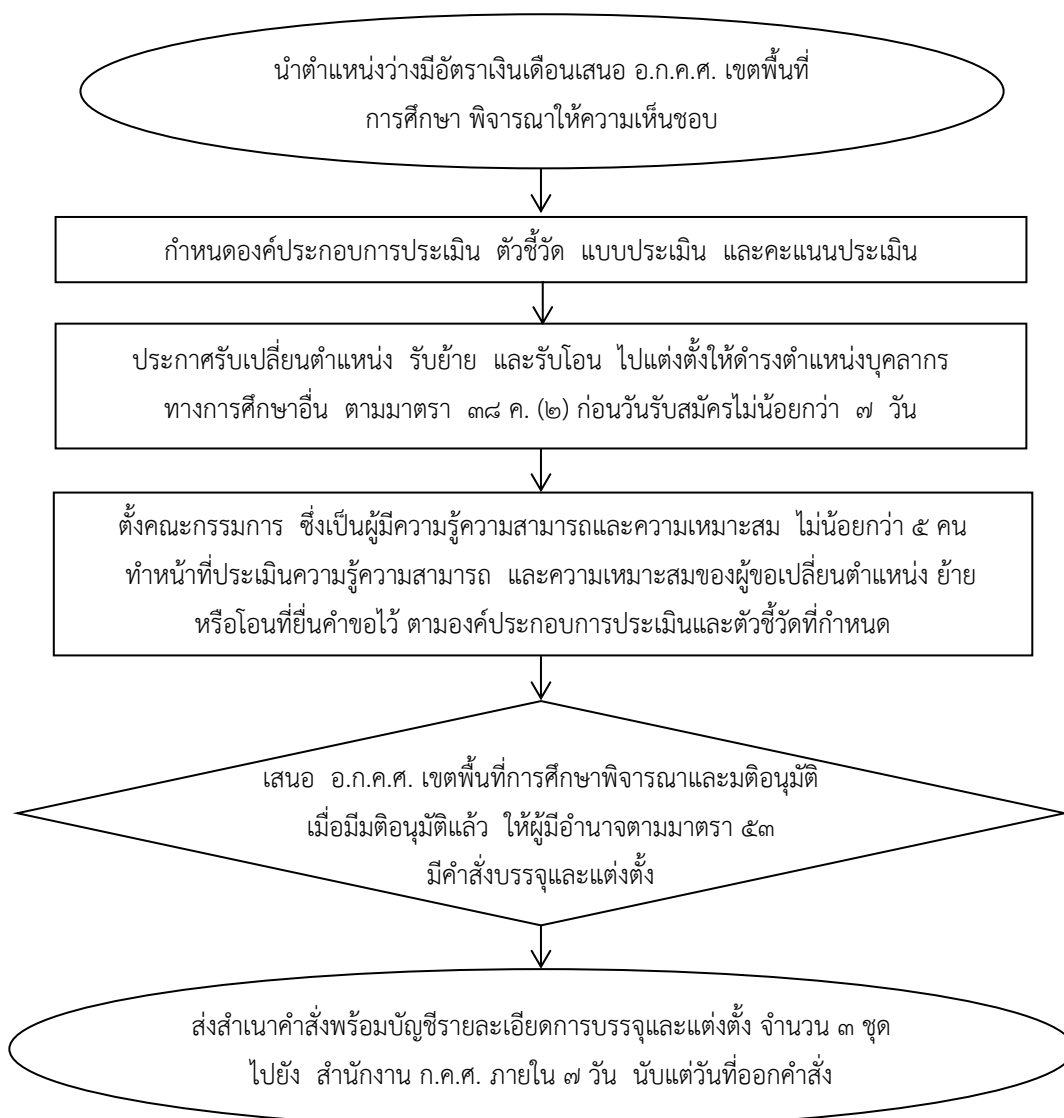 นำตำแหน่งว่างมีอัตราเงินเดือนเสนอ อ.ก.ค.ศ. เขตพื้นที่
การศึกษา พิจารณาให้ความเห็นชอบ
กำหนดองค์ประกอบการประเมิน ตัวชี้วัด แบบประเมิน และคะแนนประเมิน
ประกาศรับเปลี่ยนตำแหน่ง รับย้าย และรับโอน ไปแต่งตั้งให้ดำรงตำแหน่งบุคลากร
ทางการศึกษาอื่น ตามมาตรา ๓๘ ค. (๒) ก่อนวันรับสมัครไม่น้อยกว่า ๗ วัน
ตั้งคณะกรรมการ ซึ่งเป็นผู้มีความรู้ความสามารถและความเหมาะสม ไม่น้อยกว่า ๕ คน
ทำหน้าที่ประเมินความรู้ความสามารถ และความเหมาะสมของผู้ขอเปลี่ยนตำแหน่ง ย้าย
หรือโอนที่ยื่นคำขอไว้ ตามองค์ประกอบการประเมินและตัวชี้วัดที่กำหนด
เสนอ อ.ก.ค.ศ. เขตพื้นที่การศึกษาพิจารณาและมติอนุมัติ
เมื่อมีมติอนุมัติแล้ว ให้ผู้มีอำนาจตามมาตรา ๕๓
มีคำสั่งบรรจุและแต่งตั้ง
ส่งสำเนาคำสั่งพร้อมบัญชีรายละเอียดการบรรจุและแต่งตั้ง จำนวน ๓ ชุด
ไปยัง สำนักงาน ก.ค.ศ. ภายใน ๗ วัน นับแต่วันที่ออกคำสั่ง